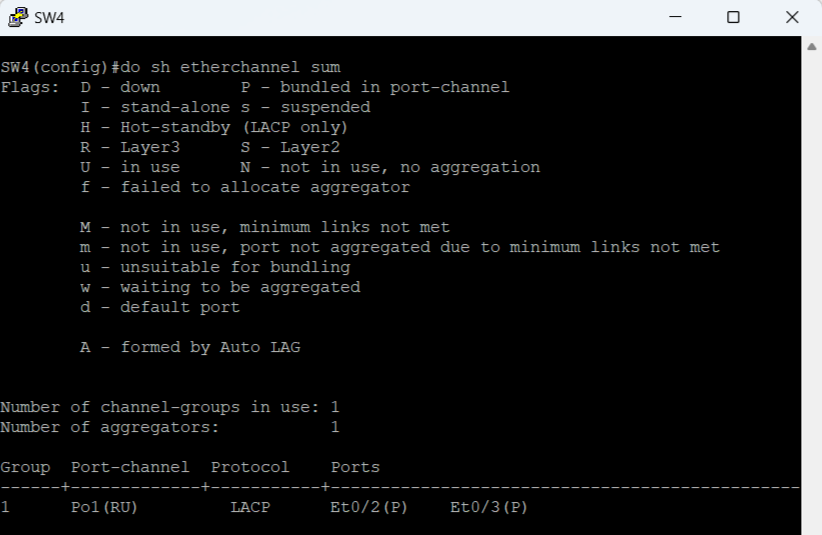 SW4
SW4(config)#do sh etherchannel sum
Flags:  D - down        P - bundled in port-channel
        I - stand-alone s - suspended
        H - Hot-standby (LACP only)
        R - Layer3      S - Layer2
        U - in use      N - not in use, no aggregation
        f - failed to allocate aggregator

        M - not in use, minimum links not met
        m - not in use, port not aggregated due to minimum links not met
        u - unsuitable for bundling
        w - waiting to be aggregated
        d - default port

        A - formed by Auto LAG


Number of channel-groups in use: 1
Number of aggregators:           1

Group  Port-channel  Protocol    Ports
------+-------------+-----------+-----------------------------------------------
1      Po1(RU)         LACP      Et0/2(P)    Et0/3(P)